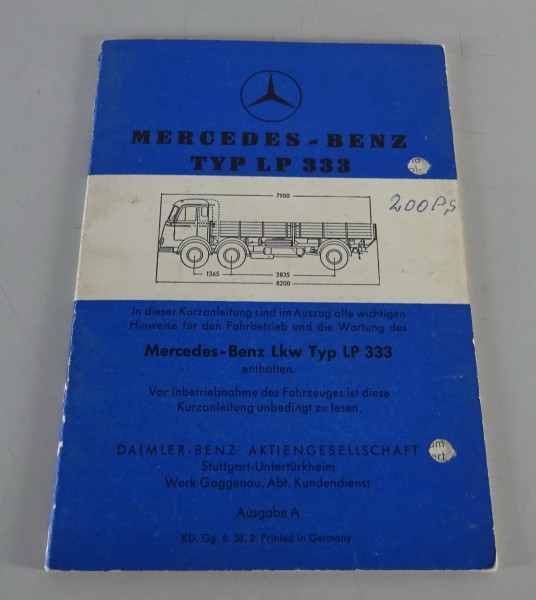 MERCEDES-BENZ
TYP LP 333
200 PS
7900
1365
3835
8200
In dieser Kurzanleitung sind im Auszug alle wichtigen
Hinweise für den Fahrbetrieb und die Wartung des
Mercedes-Benz Lkw Typ LP 333
enthalten.
Vor Inbetriebnahme des Fahrzeuges ist diese
Kurzanleitung unbedingt zu lesen.
DAIMLER-BENZ AKTIENGESELLSCHAFT
Stuttgart-Untertürkheim
Werk Gaggenau, Abt. Kundendienst
Ausgabe A
KD. Gg. 6. 58. 2. Printed in Germany